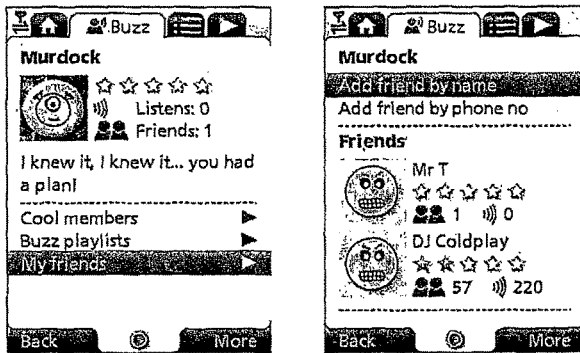 Buzz
Murdock
Listens: 0
Friends: 1
I knew it, I knew it... you had
a plan!
Cool members
Buzz playlists
My friends
Back
More
Buzz
Murdock
Add friend by name
Add friend by phone no
Friends
Mr T
1 0
DJ Coldplay
57 220
Back
More